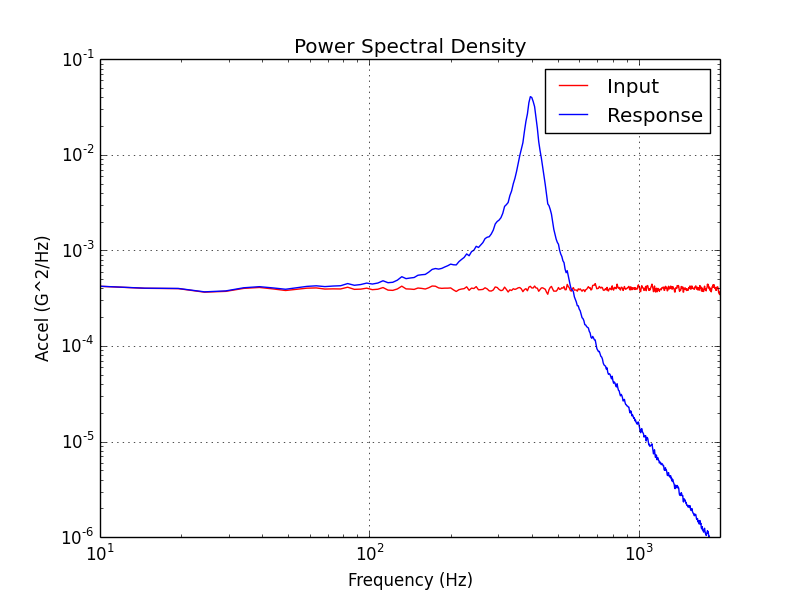 Power Spectral Density
Input
Response
Accel (G^2/Hz)
10^-1
10^-2
10^-3
10^-4
10^-5
10^-6
10^1
10^2
10^3
Frequency (Hz)